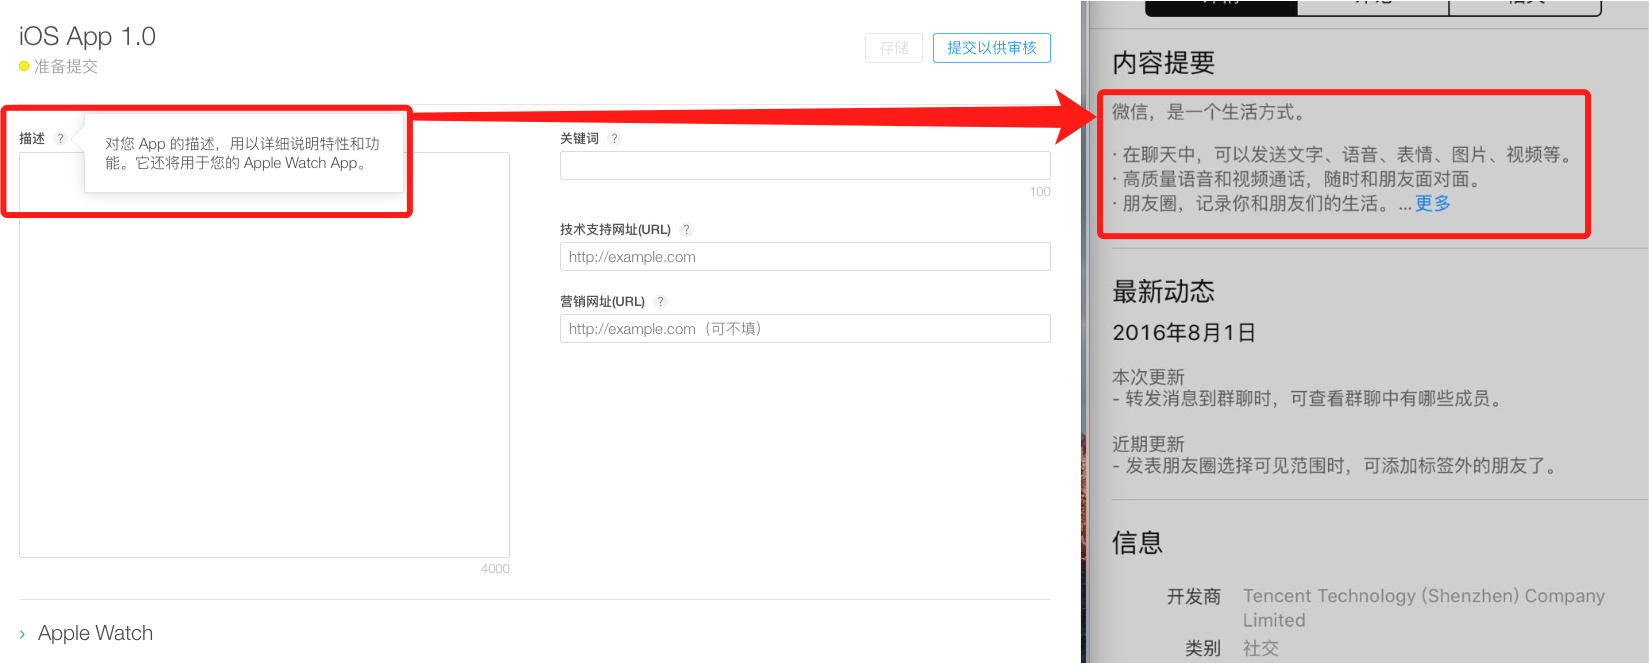 iOS App 1.0
准备提交
存储
提交以供审核
描述 ?
对您 App 的描述，用以详细说明特性和功
能。它还将用于您的 Apple Watch App。
4000
关键词 ?
100
技术支持网址(URL) ?
http://example.com
营销网址(URL) ?
http://example.com（可不填）
› Apple Watch
内容提要
微信，是一个生活方式。
· 在聊天中，可以发送文字、语音、表情、图片、视频等。
· 高质量语音和视频通话，随时和朋友面对面。
· 朋友圈，记录你和朋友们的生活。...更多
最新动态
2016年8月1日
本次更新
- 转发消息到群聊时，可查看群聊中有哪些成员。
近期更新
- 发表朋友圈选择可见范围时，可添加标签外的朋友了。
信息
开发商 Tencent Technology (Shenzhen) Company
Limited
类别 社交